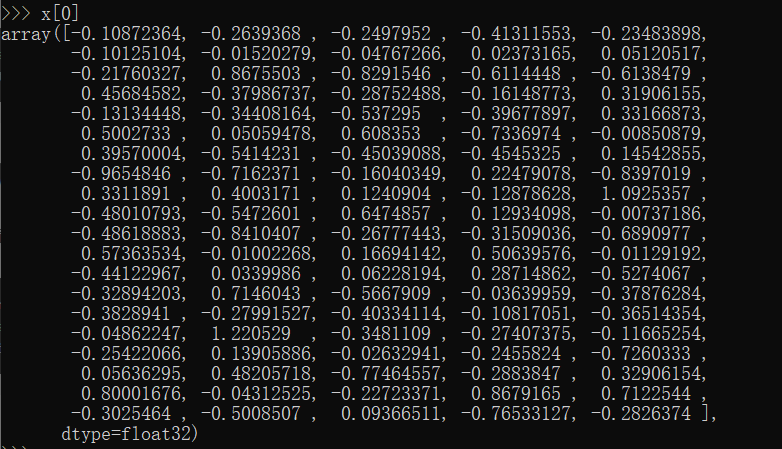 >>> x[0]
array([-0.10872364, -0.2639368 , -0.2497952 , -0.41311553, -0.23483898,
       -0.10125104, -0.01520279, -0.04767266,  0.02373165,  0.05120517,
       -0.21760327,  0.8675503 , -0.8291546 , -0.6114448 , -0.6138479 ,
        0.45684582, -0.37986737, -0.28752488, -0.16148773,  0.31906155,
       -0.13134448, -0.34408164, -0.537295  , -0.39677897,  0.33166873,
        0.5002733 ,  0.05059478,  0.608353  , -0.7336974 , -0.00850879,
        0.39570004, -0.5414231 , -0.45039088, -0.4545325 ,  0.14542855,
       -0.9654846 , -0.7162371 , -0.16040349,  0.22479078, -0.8397019 ,
        0.3311891 ,  0.4003171 ,  0.1240904 , -0.12878628,  1.0925357 ,
       -0.48010793, -0.5472601 ,  0.6474857 ,  0.12934098, -0.00737186,
       -0.48618883, -0.8410407 , -0.26777443, -0.31509036, -0.6890977 ,
        0.57363534, -0.01002268,  0.16694142,  0.50639576, -0.01129192,
       -0.44122967,  0.0339986 ,  0.06228194,  0.28714862, -0.5274067 ,
       -0.32894203,  0.7146043 , -0.5667909 , -0.03639959, -0.37876284,
       -0.3828941 , -0.27991527, -0.40334114, -0.10817051, -0.36514354,
       -0.04862247,  1.220529  , -0.3481109 , -0.27407375, -0.11665254,
       -0.25422066,  0.13905886, -0.02632941, -0.2455824 , -0.7260333 ,
        0.05636295,  0.48205718, -0.77464557, -0.2883847 ,  0.32906154,
        0.80001676, -0.04312525, -0.22723371,  0.8679165 ,  0.7122544 ,
       -0.3025464 , -0.5008507 ,  0.09366511, -0.76533127, -0.2826374 ],
      dtype=float32)